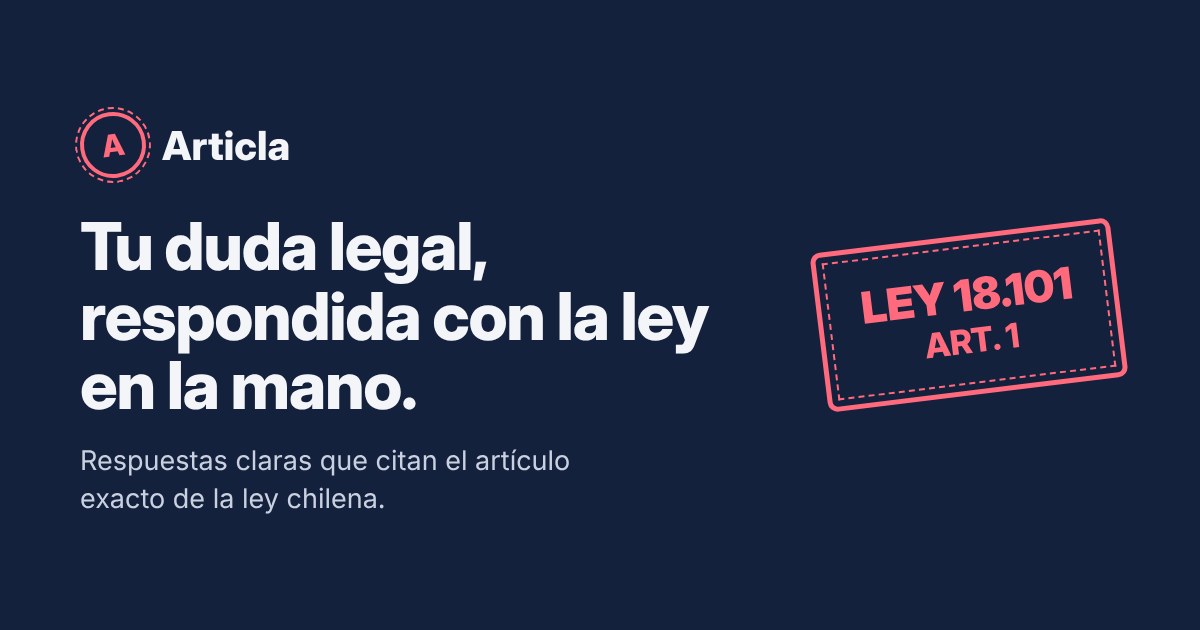 A Articla
Tu duda legal,
respondida con la ley
en la mano.
Respuestas claras que citan el artículo
exacto de la ley chilena.
LEY 18.101
ART. 1